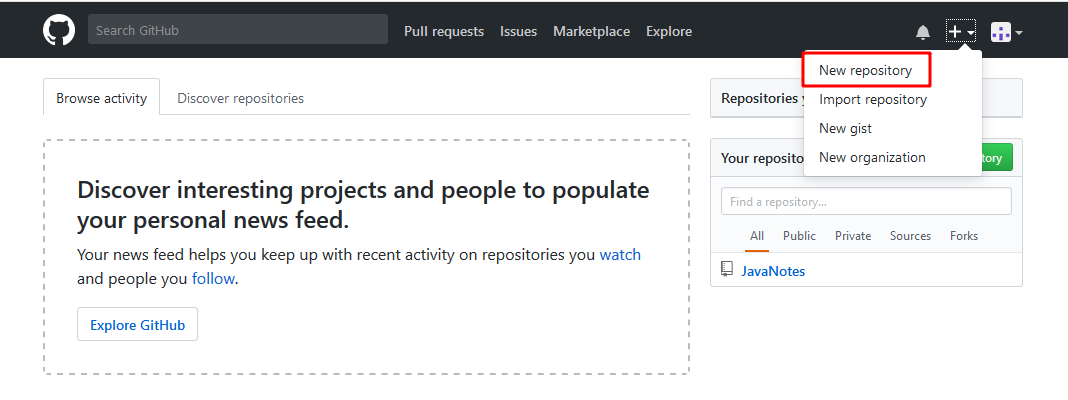 Search GitHub
Pull requests
Issues
Marketplace
Explore
New repository
Import repository
New gist
New organization
Browse activity
Discover repositories
Discover interesting projects and people to populate
your personal news feed.
Your news feed helps you keep up with recent activity on repositories you watch
and people you follow.
Explore GitHub
Repositories
Your
Find a repository...
All
Public
Private
Sources
Forks
JavaNotes